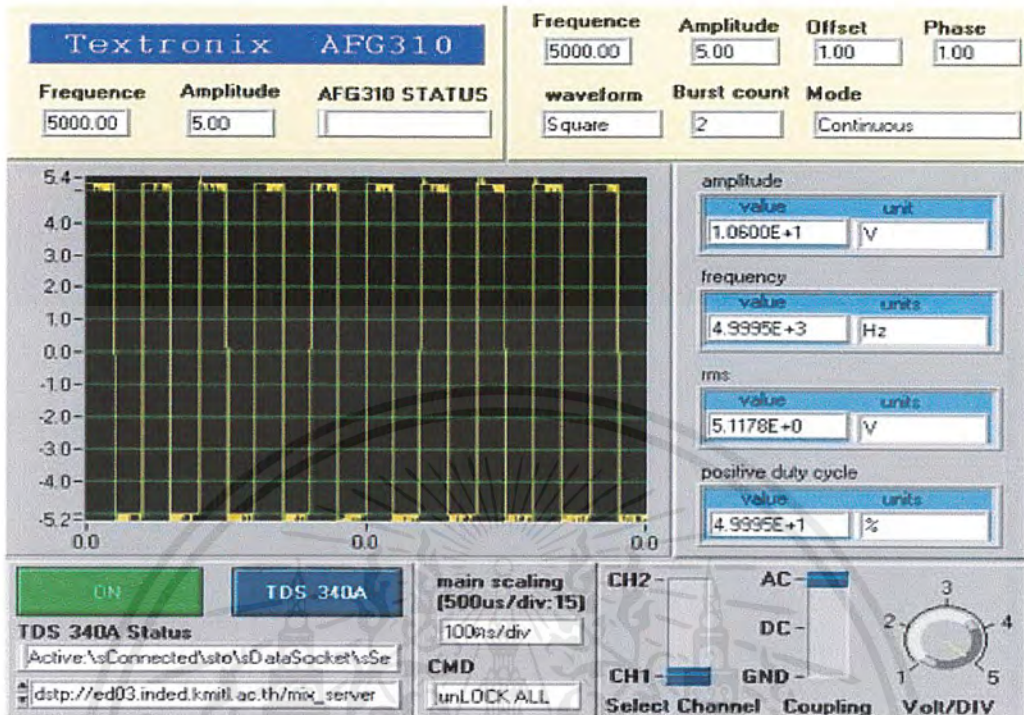 Textronix AFG310
Frequence Amplitude AFG310 STATUS
5000.00 5.00
Frequence Amplitude Offset Phase
5000.00 5.00 1.00 1.00
waveform Burst count Mode
Square 2 Continuous
5.4
4.0
3.0
2.0
1.0
0.0
-1.0
-2.0
-3.0
-4.0
-5.2
0.0 0.0 0.0
amplitude
value unit
1.0600E+1 V
frequency
value units
4.9995E+3 Hz
rms
value units
5.1178E+0 V
positive duty cycle
value units
4.9995E+1 %
ON TDS 340A
TDS 340A Status
Active:\sConnected\sto\sDataSocket\sSe
dstp://ed03.inded.kmitl.ac.th/mix_server
main scaling
(500us/div:15)
CMD
unLOCK ALL
CH2
CH1
Select Channel
AC
DC
GND
Coupling
1 2 3 4 5
Volt/DIV